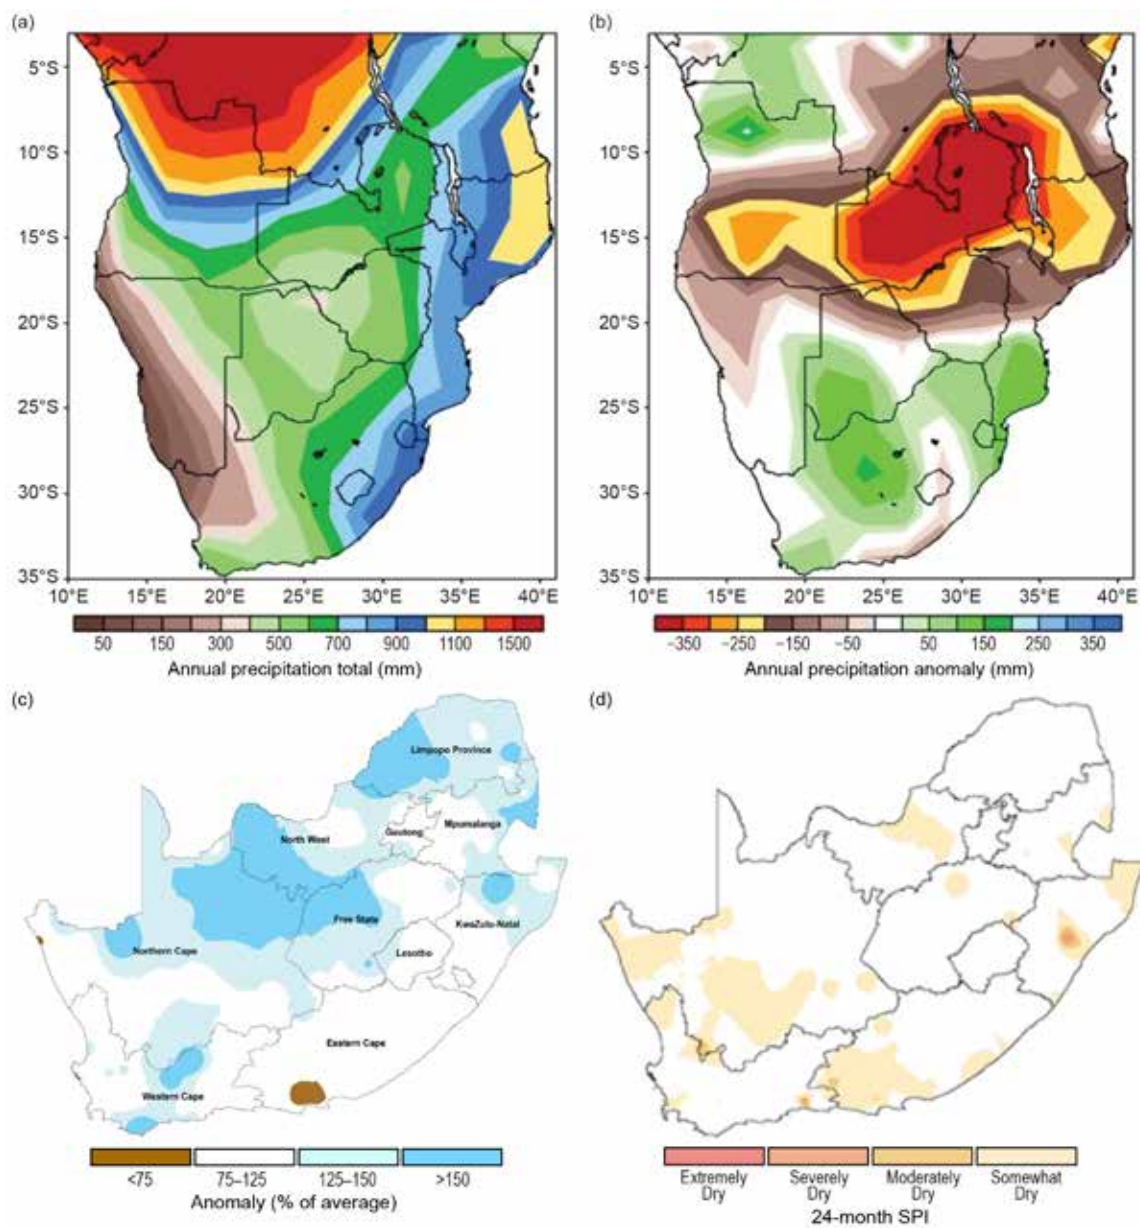 (a)
(b)
5°S
10°S
15°S
20°S
25°S
30°S
35°S
10°E 15°E 20°E 25°E 30°E 35°E 40°E
5°S
10°S
15°S
20°S
25°S
30°S
35°S
10°E 15°E 20°E 25°E 30°E 35°E 40°E
50 150 300 500 700 900 1100 1500
Annual precipitation total (mm)
−350 −250 −150 −50 50 150 250 350
Annual precipitation anomaly (mm)
(c)
(d)
Limpopo Province
Mpumalanga
Gauteng
North West
Free State
KwaZulu-Natal
Northern Cape
Lesotho
Eastern Cape
Western Cape
<75 75–125 125–150 >150
Anomaly (% of average)
Extremely Dry
Severely Dry
Moderately Dry
Somewhat Dry
24-month SPI